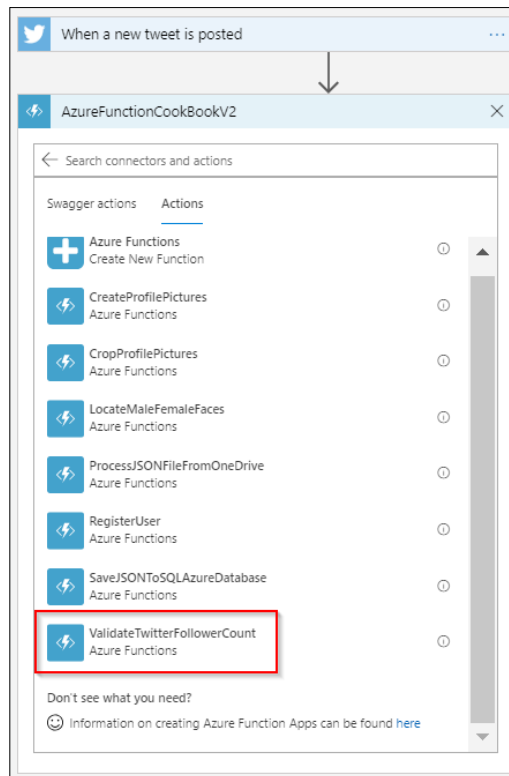 When a new tweet is posted
AzureFunctionCookBookV2
Search connectors and actions
Swagger actions Actions
Azure Functions
Create New Function
CreateProfilePictures
Azure Functions
CropProfilePictures
Azure Functions
LocateMaleFemaleFaces
Azure Functions
ProcessJSONFileFromOneDrive
Azure Functions
RegisterUser
Azure Functions
SaveJSONToSQLAzureDatabase
Azure Functions
ValidateTwitterFollowerCount
Azure Functions
Don't see what you need?
Information on creating Azure Function Apps can be found here